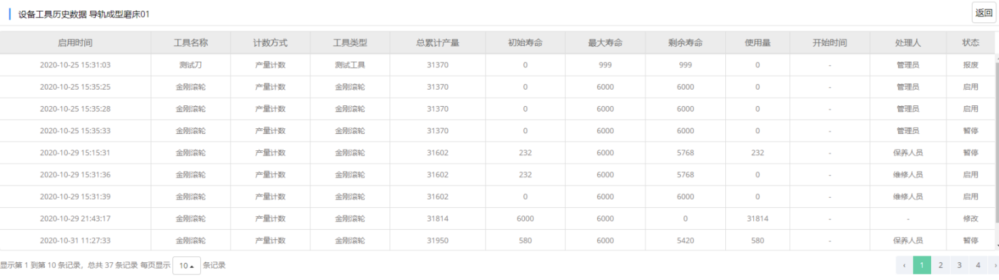 设备工具历史数据 导轨成型磨床01
返回
启用时间 工具名称 计数方式 工具类型 总累计产量 初始寿命 最大寿命 剩余寿命 使用量 开始时间 处理人 状态
2020-10-25 15:31:03 测试刀 产量计数 测试工具 31370 0 999 999 0 - 管理员 报废
2020-10-25 15:35:25 金刚滚轮 产量计数 金刚滚轮 31370 0 6000 6000 0 - 管理员 启用
2020-10-25 15:35:28 金刚滚轮 产量计数 金刚滚轮 31370 0 6000 6000 0 - 管理员 启用
2020-10-25 15:35:33 金刚滚轮 产量计数 金刚滚轮 31370 0 6000 6000 0 - 管理员 暂停
2020-10-29 15:15:31 金刚滚轮 产量计数 金刚滚轮 31602 232 6000 5768 232 - 保养人员 暂停
2020-10-29 15:31:36 金刚滚轮 产量计数 金刚滚轮 31602 232 6000 5768 0 - 维修人员 启用
2020-10-29 15:31:39 金刚滚轮 产量计数 金刚滚轮 31602 0 6000 6000 0 - 维修人员 启用
2020-10-29 21:43:17 金刚滚轮 产量计数 金刚滚轮 31814 6000 6000 0 31814 - - 修改
2020-10-31 11:27:33 金刚滚轮 产量计数 金刚滚轮 31950 580 6000 5420 580 - 保养人员 暂停
显示第 1 到第 10 条记录，总共 37 条记录 每页显示 10 条记录 ‹ 1 2 3 4 ›